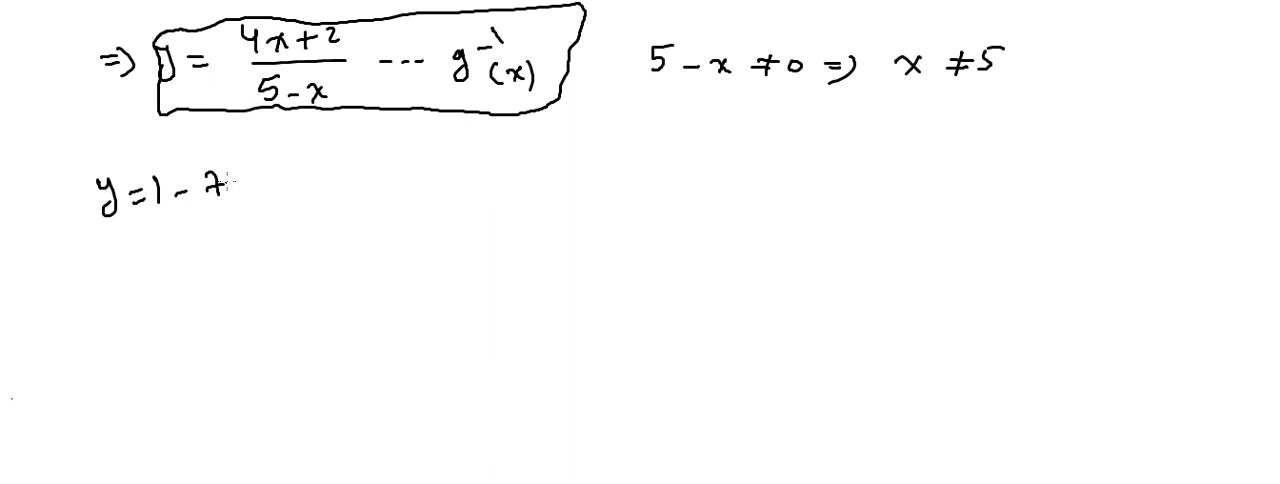 => y = (4x+2)/(5-x) --- g⁻¹(x) 5-x ≠0 => x ≠5
y=1-7